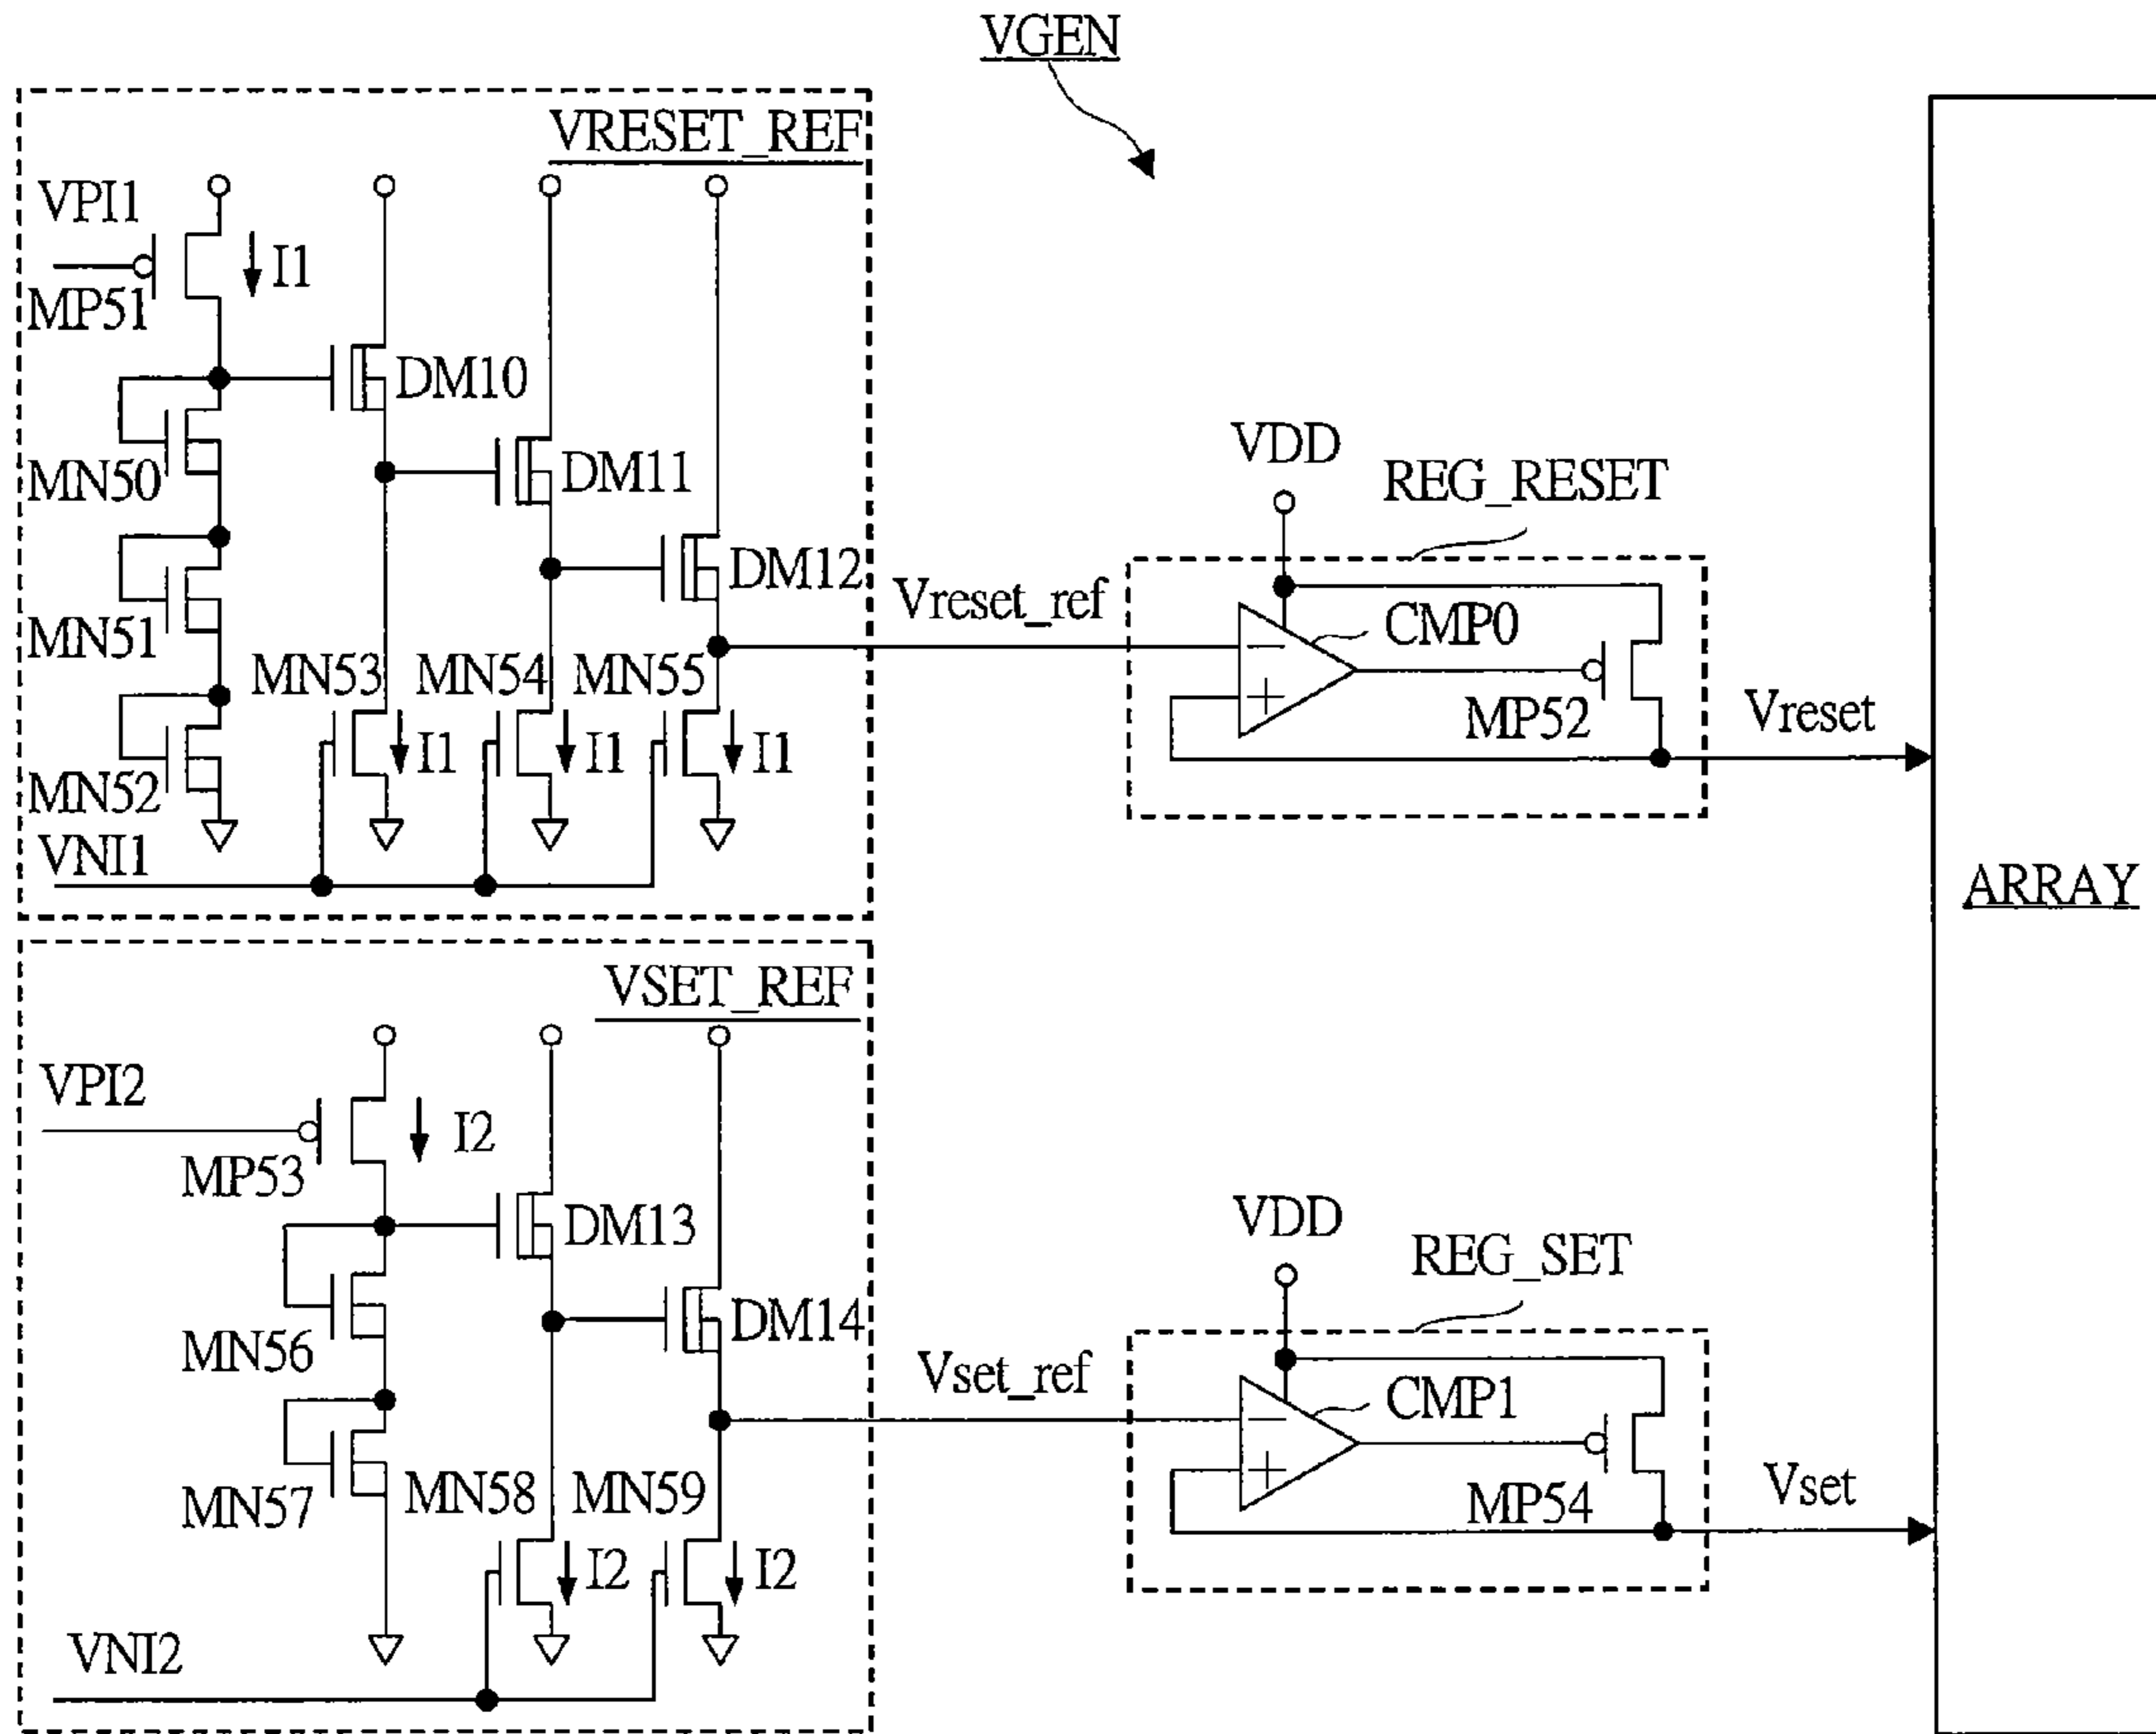 VGEN
VRESET_REF
VPI1
I1
MP51
DM10
MN50
DM11
MN51
DM12
MN53
MN54
MN55
MN52
I1
I1
I1
VNI1
Vreset_ref
VDD
REG_RESET
CMP0
−
+
MP52
Vreset
ARRAY
VSET_REF
VPI2
I2
MP53
DM13
MN56
DM14
MN57
MN58
MN59
I2
I2
VNI2
Vset_ref
VDD
REG_SET
CMP1
−
+
MP54
Vset